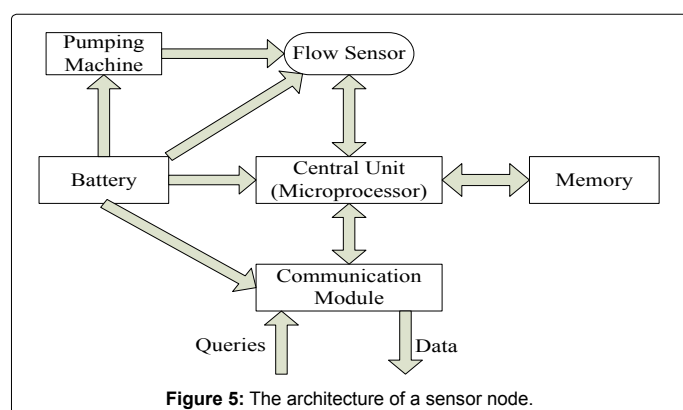 Pumping
Machine
Flow Sensor
Battery
Central Unit
(Microprocessor)
Memory
Communication
Module
Queries
Data
Figure 5: The architecture of a sensor node.